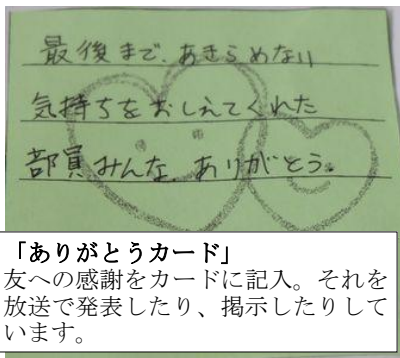 最後まで、あきらめない
気持ちをおしえてくれた
部員みんな、ありがとう。
「ありがとうカード」
友への感謝をカードに記入。それを
放送で発表したり、掲示したりして
います。